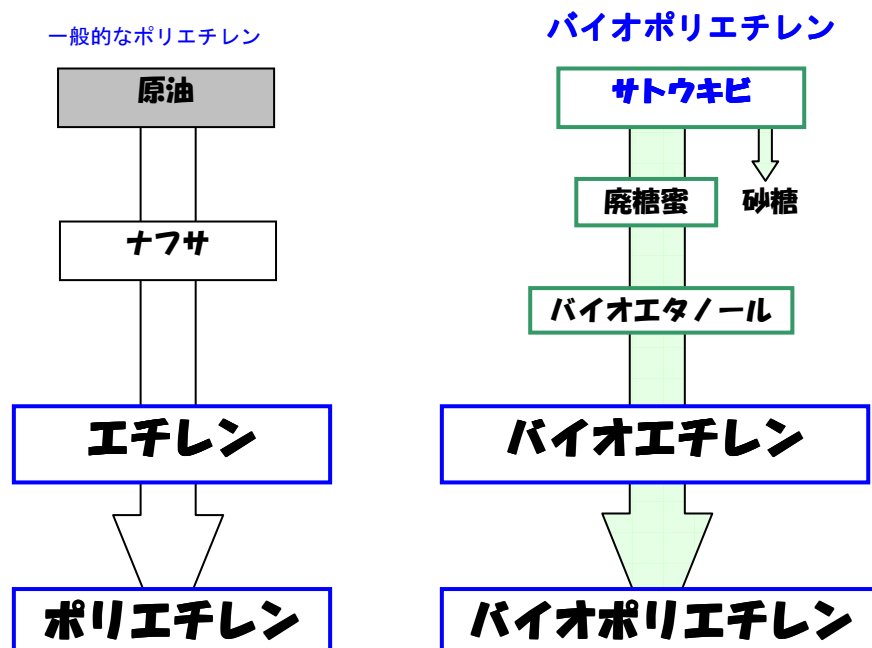 一般的なポリエチレン
原油
ナフサ
エチレン
ポリエチレン
バイオポリエチレン
サトウキビ
廃糖蜜
砂糖
バイオエタノール
バイオエチレン
バイオポリエチレン